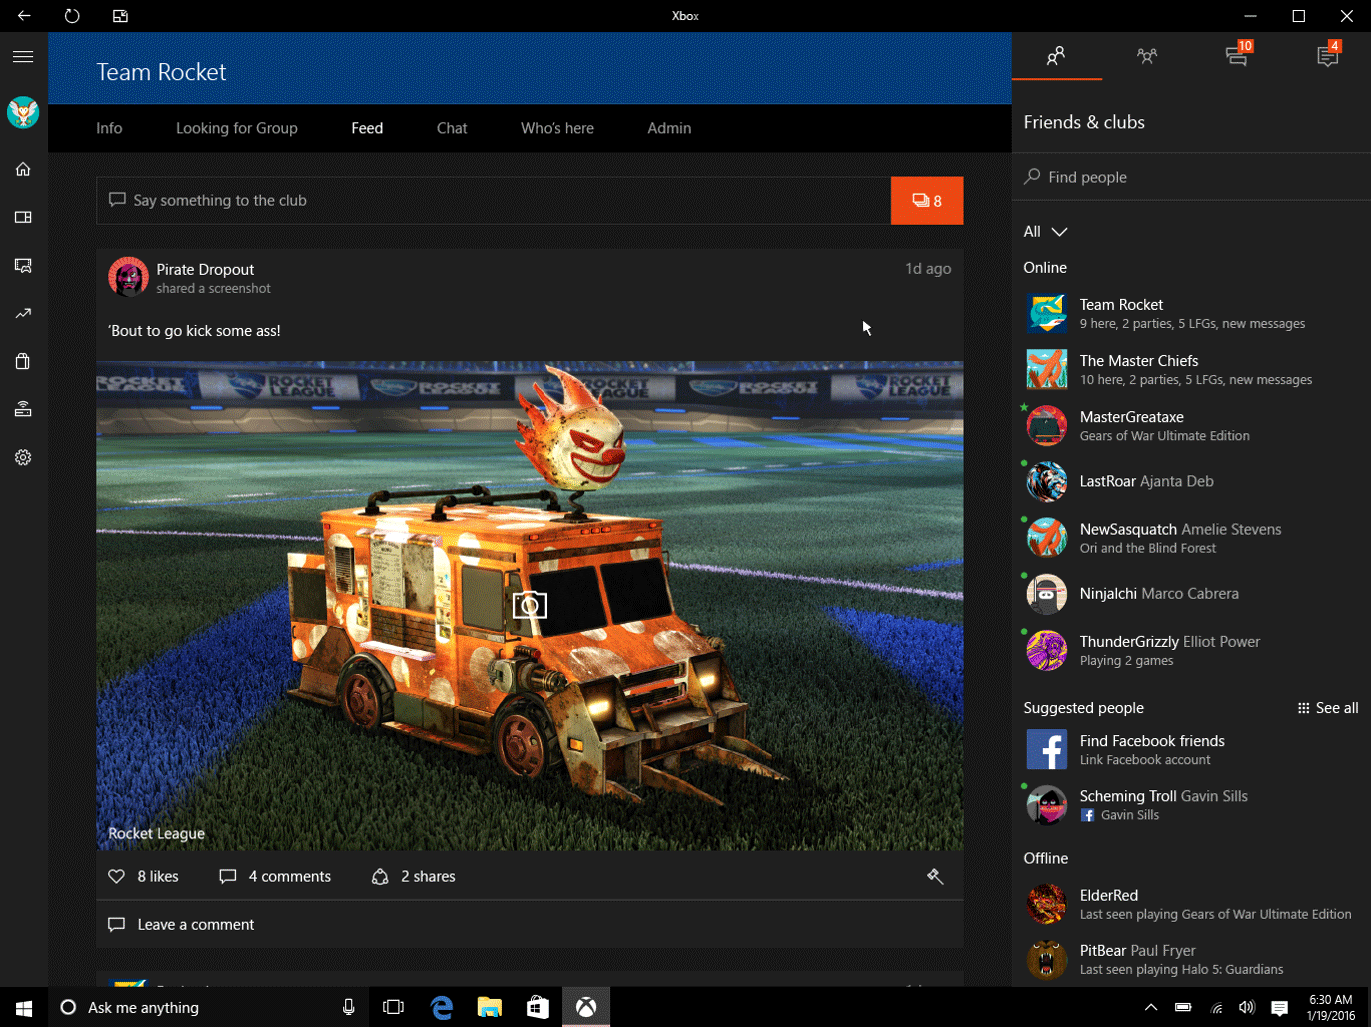 Xbox
Team Rocket
Info Looking for Group Feed Chat Who's here Admin
Say something to the club
8
Pirate Dropout
shared a screenshot
1d ago
‘Bout to go kick some ass!
ROCKET LEAGUE
ROCKET LEAGUE
ROCKET LEAGUE
Rocket League
8 likes 4 comments 2 shares
Leave a comment
10
4
Friends & clubs
Find people
All
Online
Team Rocket
9 here, 2 parties, 5 LFGs, new messages
The Master Chiefs
10 here, 2 parties, 5 LFGs, new messages
MasterGreataxe
Gears of War Ultimate Edition
LastRoar Ajanta Deb
NewSasquatch Amelie Stevens
Ori and the Blind Forest
Ninjalchi Marco Cabrera
ThunderGrizzly Elliot Power
Playing 2 games
Suggested people See all
Find Facebook friends
Link Facebook account
Scheming Troll Gavin Sills
Gavin Sills
Offline
ElderRed
Last seen playing Gears of War Ultimate Edition
PitBear Paul Fryer
Last seen playing Halo 5: Guardians
Ask me anything
6:30 AM
1/19/2016